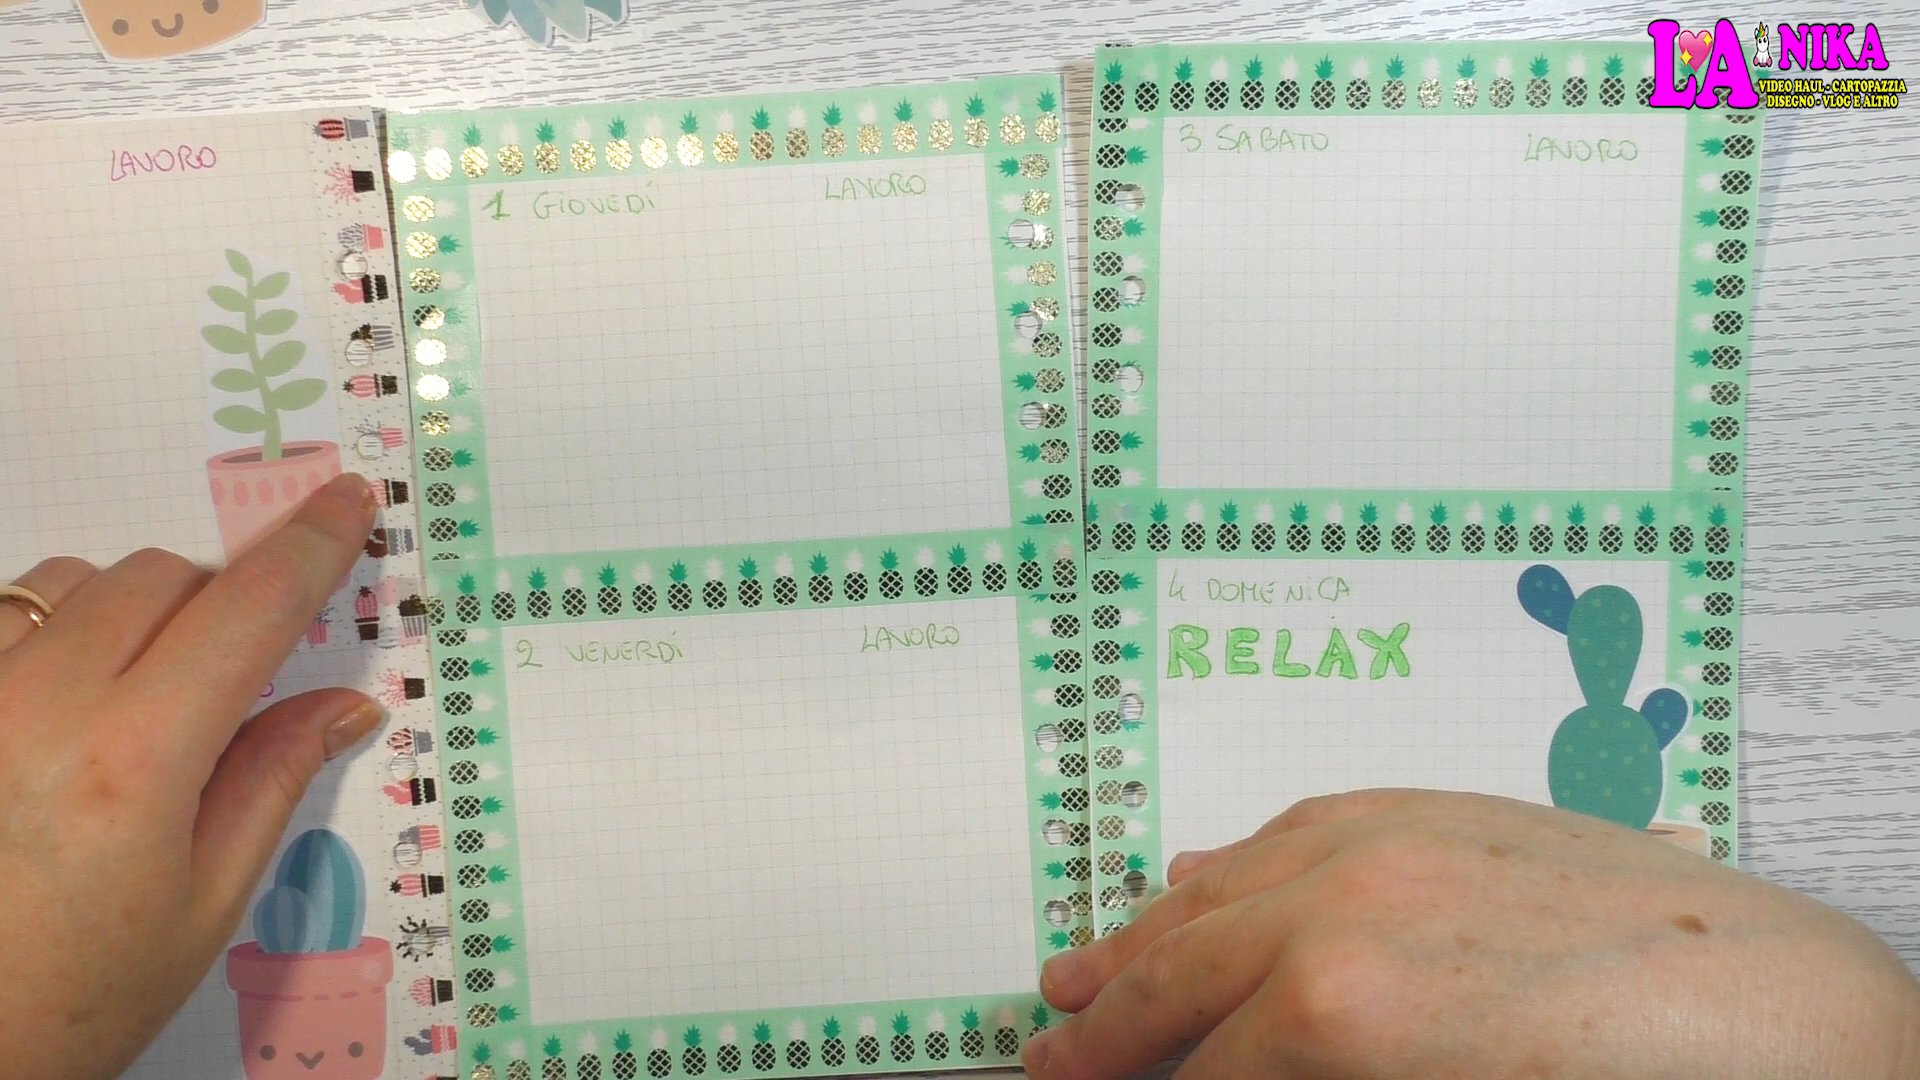 LA NIKA
VIDEO HAUL - CARTOPAZZIA
DISEGNO - VLOG E ALTRO
LAVORO
1 GIOVEDÌ LAVORO
2 VENERDÌ LAVORO
3 SABATO LAVORO
4 DOMENICA
RELAX